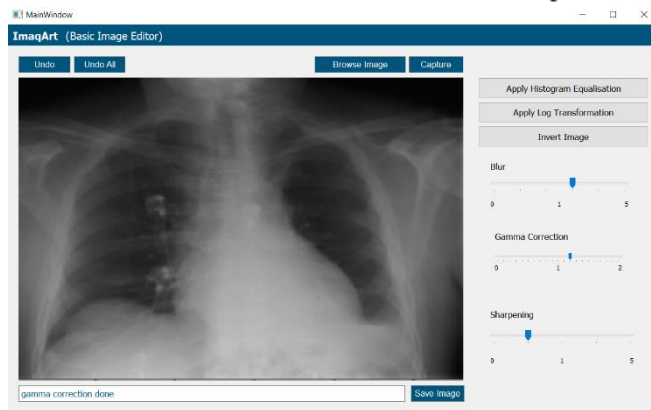 MainWindow
ImaqArt (Basic Image Editor)
Undo Undo All Browse Image Capture
Apply Histogram Equalisation
Apply Log Transformation
Invert Image
Blur
0 1 5
Gamma Correction
0 1 2
Sharpening
0 1 5
gamma correction done Save Image